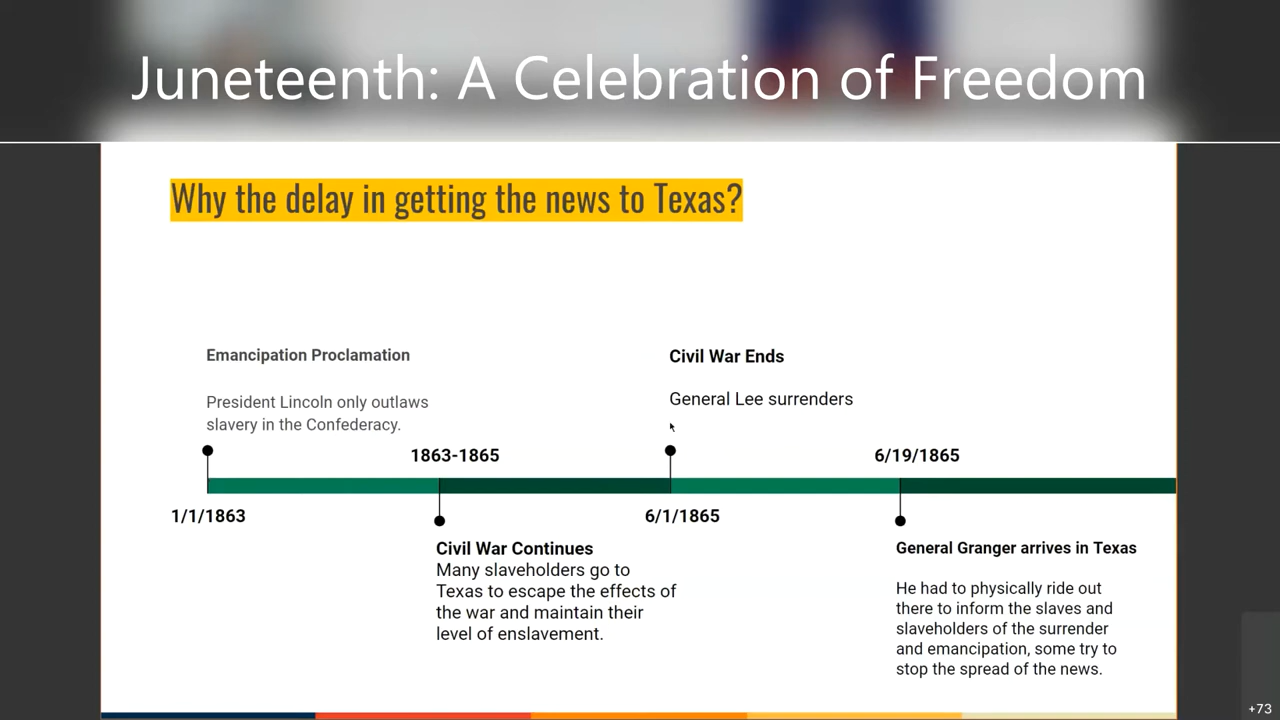 Juneteenth: A Celebration of Freedom
Why the delay in getting the news to Texas?
Emancipation Proclamation
President Lincoln only outlaws
slavery in the Confederacy.
Civil War Ends
General Lee surrenders
1863-1865
6/19/1865
1/1/1863
6/1/1865
Civil War Continues
Many slaveholders go to
Texas to escape the effects of
the war and maintain their
level of enslavement.
General Granger arrives in Texas
He had to physically ride out
there to inform the slaves and
slaveholders of the surrender
and emancipation, some try to
stop the spread of the news.
+73